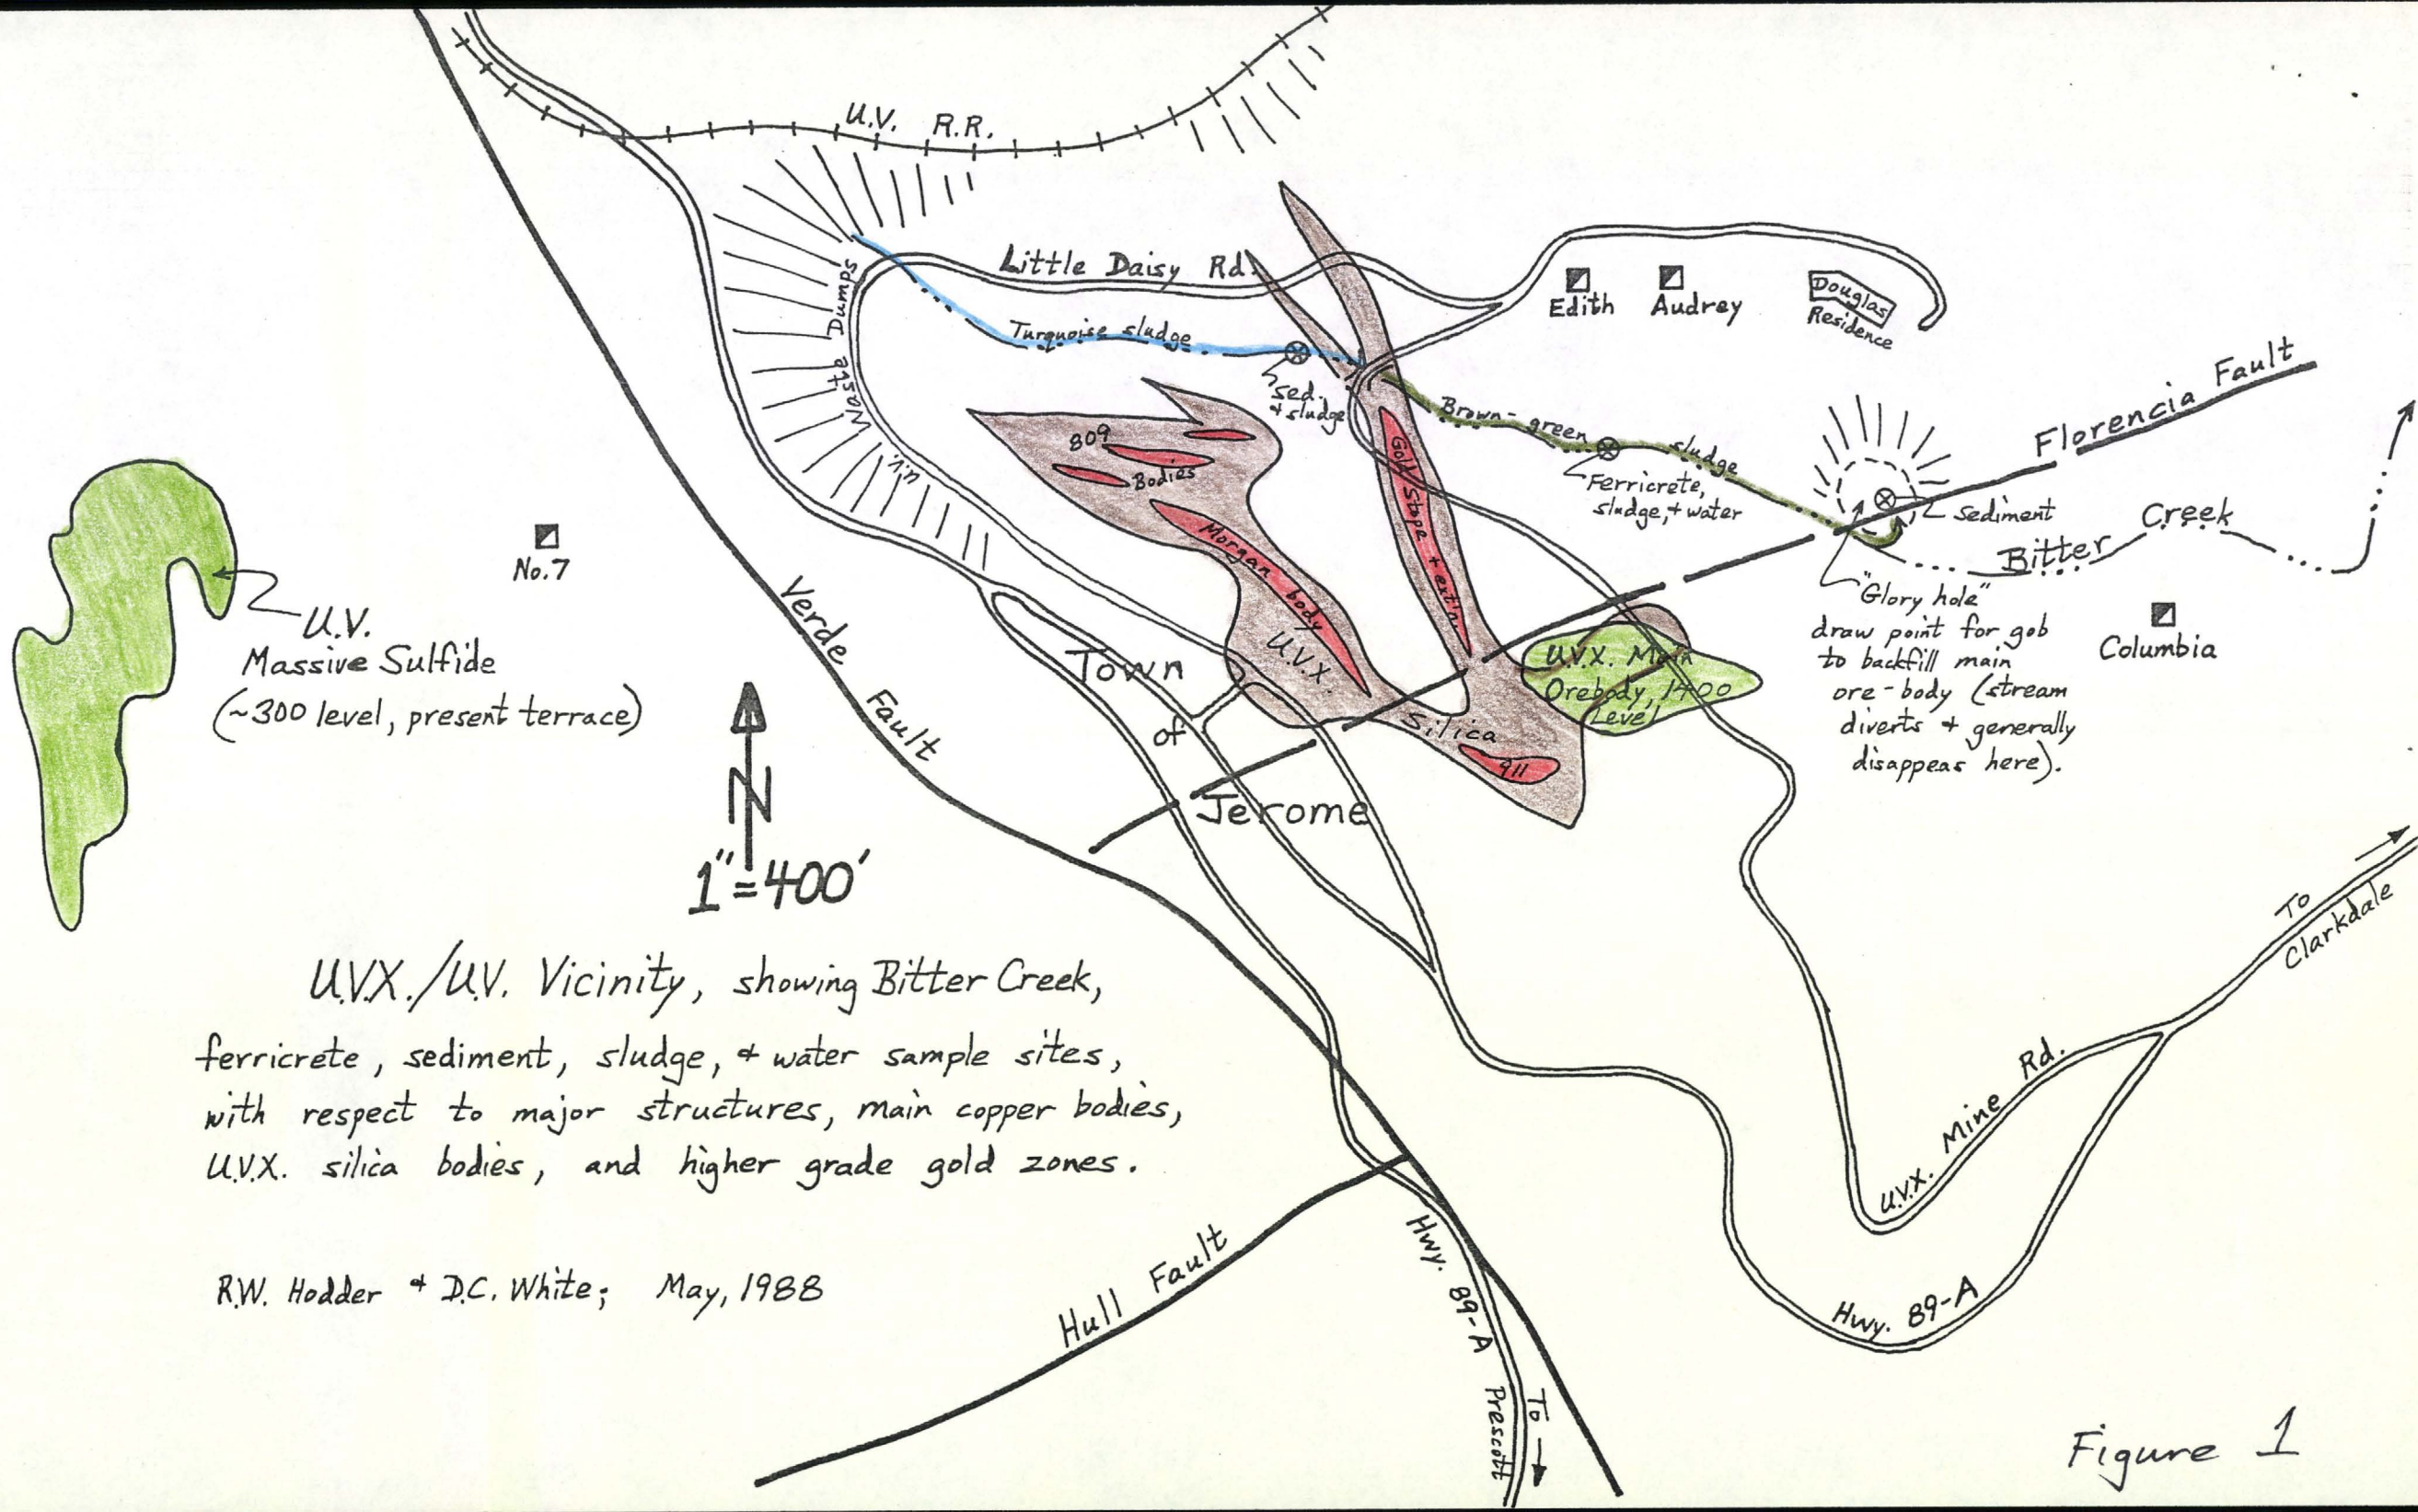 U.V. R.R.
Little Daisy Rd.
Waste Dumps
U.V.
Turquoise sludge
sed.
+ sludge
Edith
Audrey
Douglas
Residence
Florencia Fault
Brown-green sludge
Ferricrete,
sludge, + water
sediment
Bitter Creek
"Glory hole"
draw point for gob
to backfill main
ore-body (stream
diverts + generally
disappeas here).
Columbia
809
Bodies
Morgan body
Gold Stope + ext'n.
U.V.X.
Silica
911
U.V.X. Main
Orebody, 1400
Level
No.7
U.V.
Massive Sulfide
(~300 level, present terrace)
Verde Fault
Town
of
Jerome
N
1"=400'
U.V.X./U.V. Vicinity, showing Bitter Creek,
ferricrete, sediment, sludge, + water sample sites,
with respect to major structures, main copper bodies,
U.V.X. silica bodies, and higher grade gold zones.
R.W. Hodder + D.C. White; May, 1988
Hull Fault
Hwy. 89-A
To
Prescott
U.V.X. Mine Rd.
Hwy. 89-A
To
Clarkdale
Figure 1